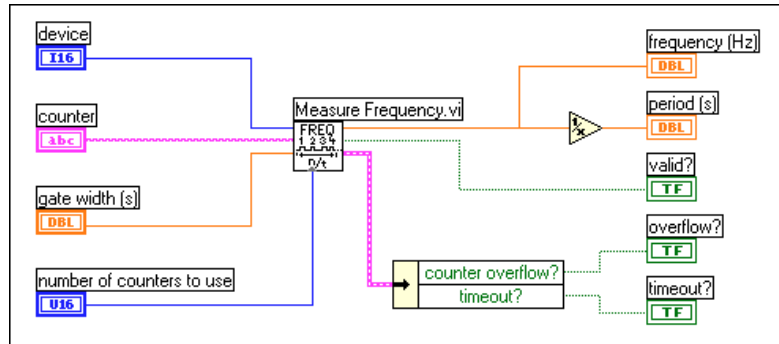 device
I16
counter
abc
gate width (s)
DBL
number of counters to use
U16
Measure Frequency.vi
FREQ
1 2 3 4
n/t
counter overflow?
timeout?
1/x
frequency (Hz)
DBL
period (s)
DBL
valid?
TF
overflow?
TF
timeout?
TF